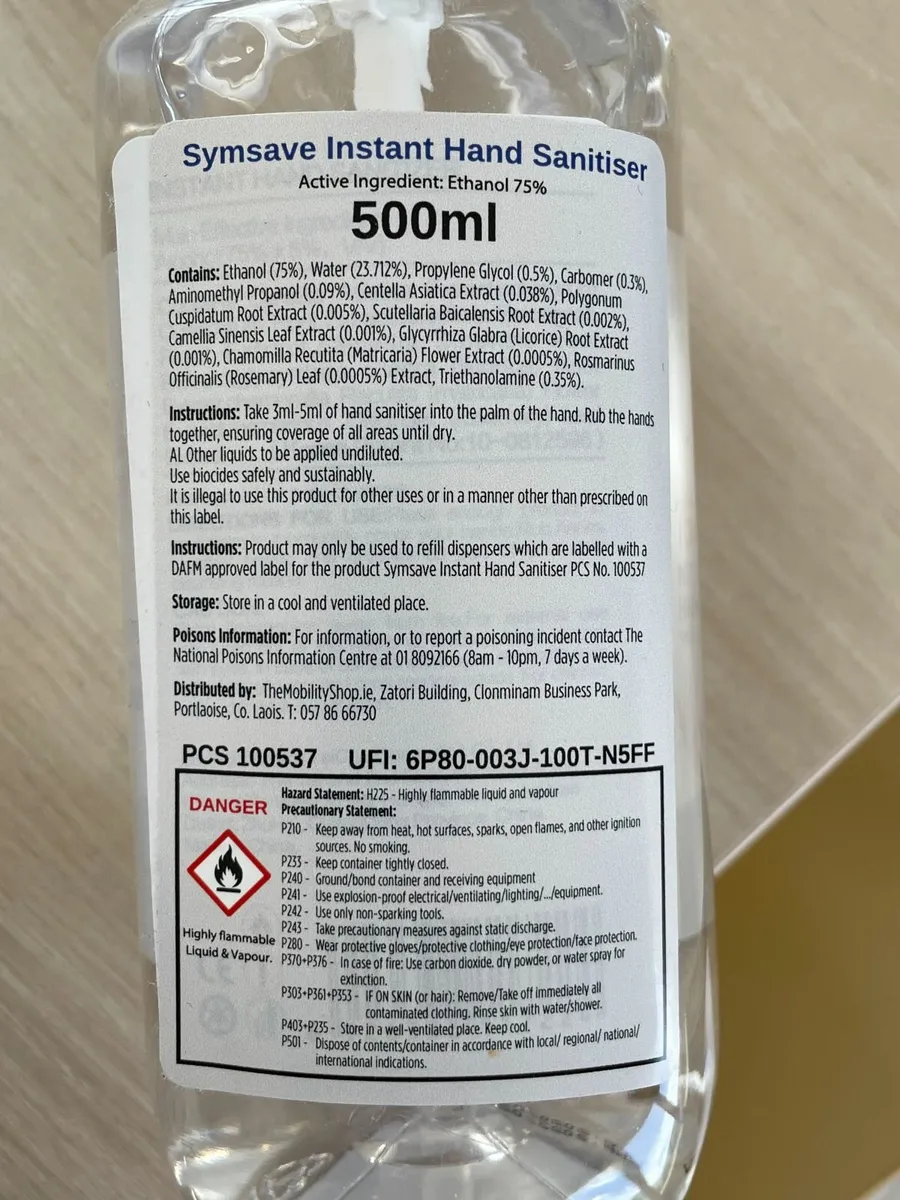 Symsave Instant Hand Sanitiser
Active Ingredient: Ethanol 75%
500ml
Contains: Ethanol (75%), Water (23.712%), Propylene Glycol (0.5%), Carbomer (0.3%),
Aminomethyl Propanol (0.09%), Centella Asiatica Extract (0.038%), Polygonum
Cuspidatum Root Extract (0.005%), Scutellaria Baicalensis Root Extract (0.002%),
Camellia Sinensis Leaf Extract (0.001%), Glycyrrhiza Glabra (Licorice) Root Extract
(0.001%), Chamomilla Recutita (Matricaria) Flower Extract (0.0005%), Rosmarinus
Officinalis (Rosemary) Leaf (0.0005%) Extract, Triethanolamine (0.35%).
Instructions: Take 3ml-5ml of hand sanitiser into the palm of the hand. Rub the hands
together, ensuring coverage of all areas until dry.
AL Other liquids to be applied undiluted.
Use biocides safely and sustainably.
It is illegal to use this product for other uses or in a manner other than prescribed on
this label.
Instructions: Product may only be used to refill dispensers which are labelled with a
DAFM approved label for the product Symsave Instant Hand Sanitiser PCS No. 100537
Storage: Store in a cool and ventilated place.
Poisons Information: For information, or to report a poisoning incident contact The
National Poisons Information Centre at 01 8092166 (8am - 10pm, 7 days a week).
Distributed by: TheMobilityShop.ie, Zatori Building, Clonminam Business Park,
Portlaoise, Co. Laois. T: 057 86 66730
PCS 100537 UFI: 6P80-003J-100T-N5FF
DANGER
Highly flammable
Liquid & Vapour.
Hazard Statement: H225 - Highly flammable liquid and vapour
Precautionary Statement:
P210 - Keep away from heat, hot surfaces, sparks, open flames, and other ignition
sources. No smoking.
P233 - Keep container tightly closed.
P240 - Ground/bond container and receiving equipment
P241 - Use explosion-proof electrical/ventilating/lighting/.../equipment.
P242 - Use only non-sparking tools.
P243 - Take precautionary measures against static discharge.
P280 - Wear protective gloves/protective clothing/eye protection/face protection.
P370+P376 - In case of fire: Use carbon dioxide. dry powder, or water spray for
extinction.
P303+P361+P353 - IF ON SKIN (or hair): Remove/Take off immediately all
contaminated clothing. Rinse skin with water/shower.
P403+P235 - Store in a well-ventilated place. Keep cool.
P501 - Dispose of contents/container in accordance with local/ regional/ national/
international indications.